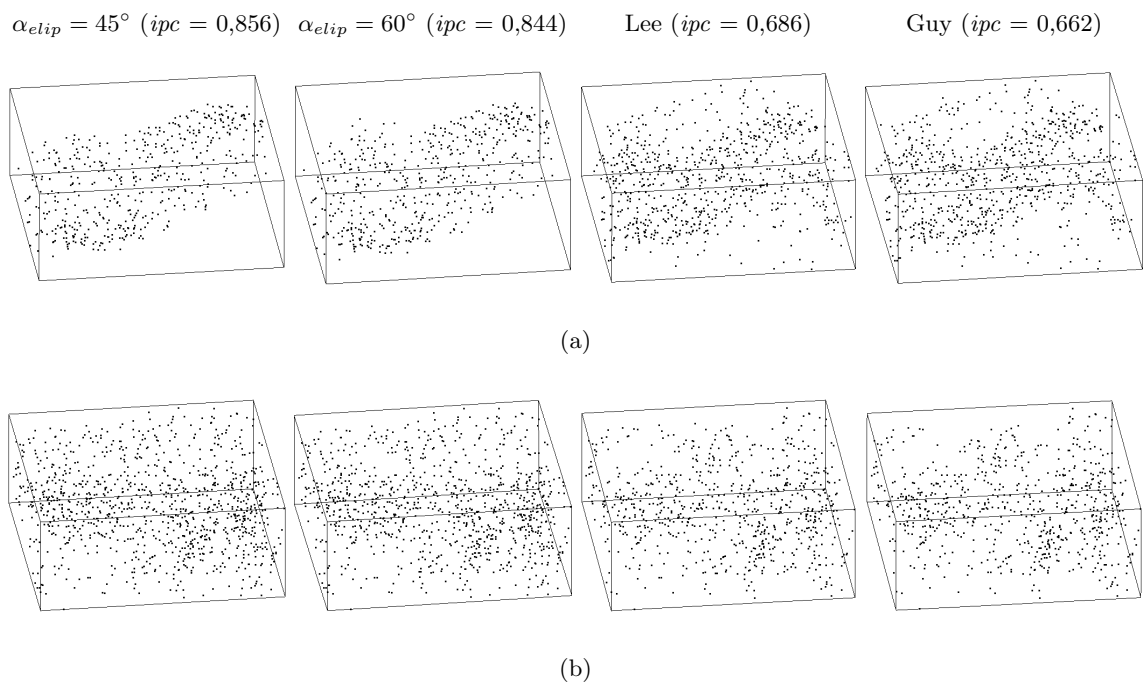 α_elip = 45° (ipc = 0,856) α_elip = 60° (ipc = 0,844) Lee (ipc = 0,686) Guy (ipc = 0,662)
(a)
(b)